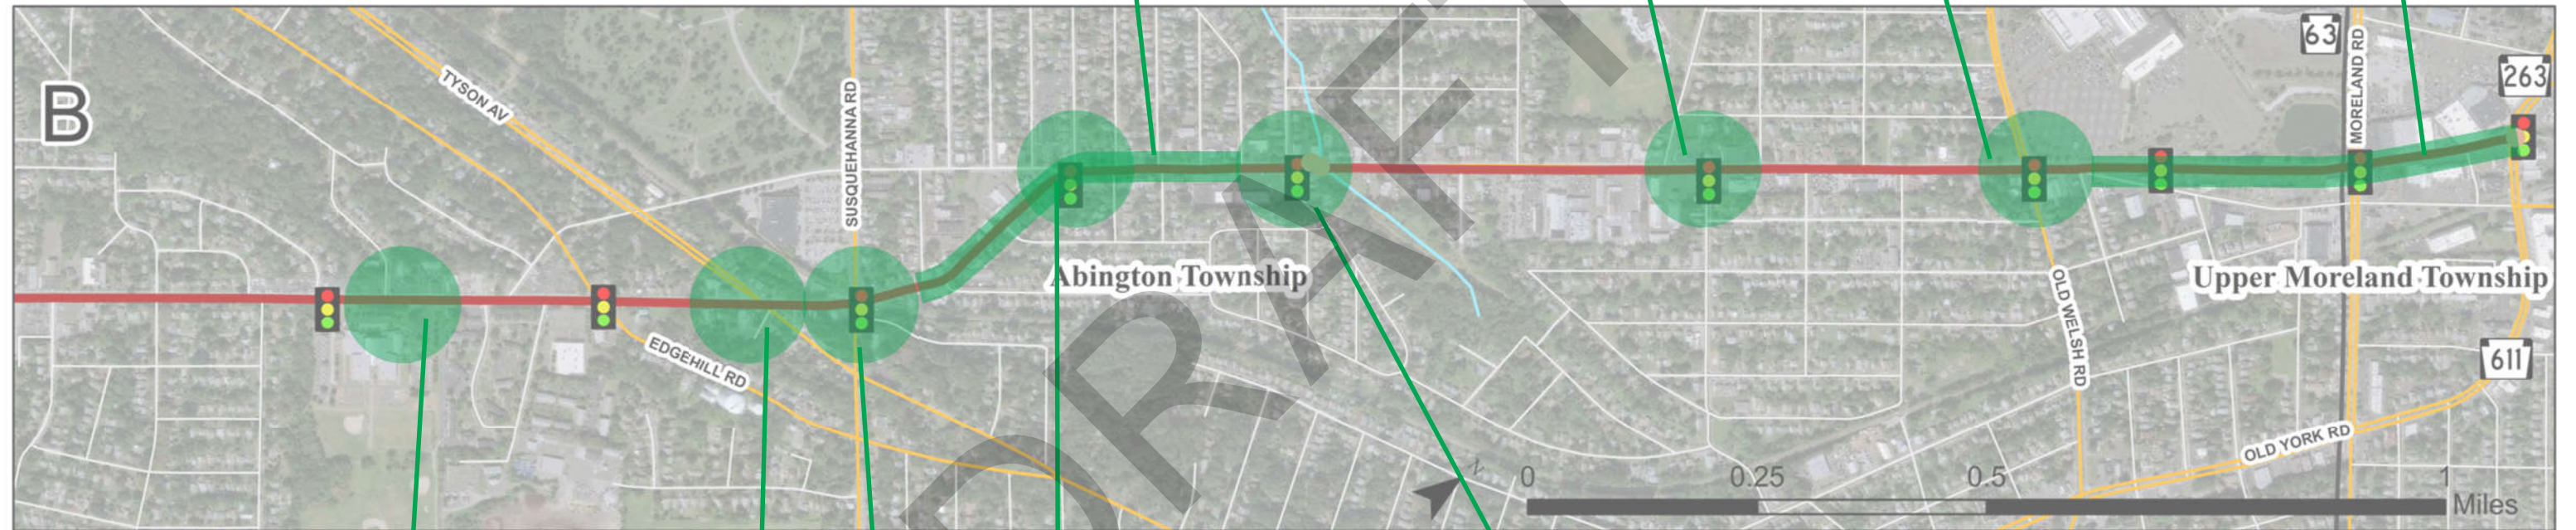 B
TYSON AV
SUSQUEHANNA RD
63
MORELAND RD
263
Abington Township
Upper Moreland Township
EDGEHILL RD
OLD WELSH RD
611
OLD YORK RD
DRAFT
N
0 0.25 0.5 1
Miles